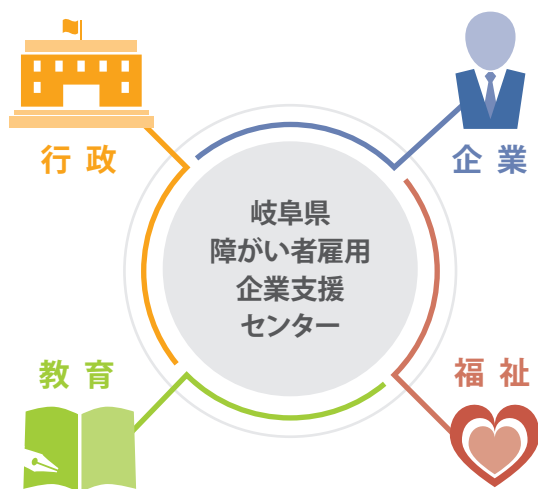 行政
企業
岐阜県
障がい者雇用
企業支援
センター
教育
福祉